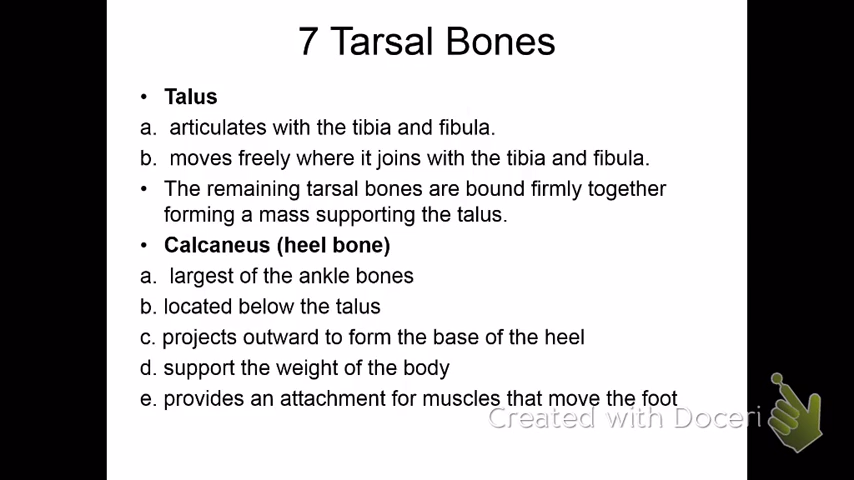 7 Tarsal Bones
• Talus
a. articulates with the tibia and fibula.
b. moves freely where it joins with the tibia and fibula.
• The remaining tarsal bones are bound firmly together
forming a mass supporting the talus.
• Calcaneus (heel bone)
a. largest of the ankle bones
b. located below the talus
c. projects outward to form the base of the heel
d. support the weight of the body
e. provides an attachment for muscles that move the foot
Created with Doceri